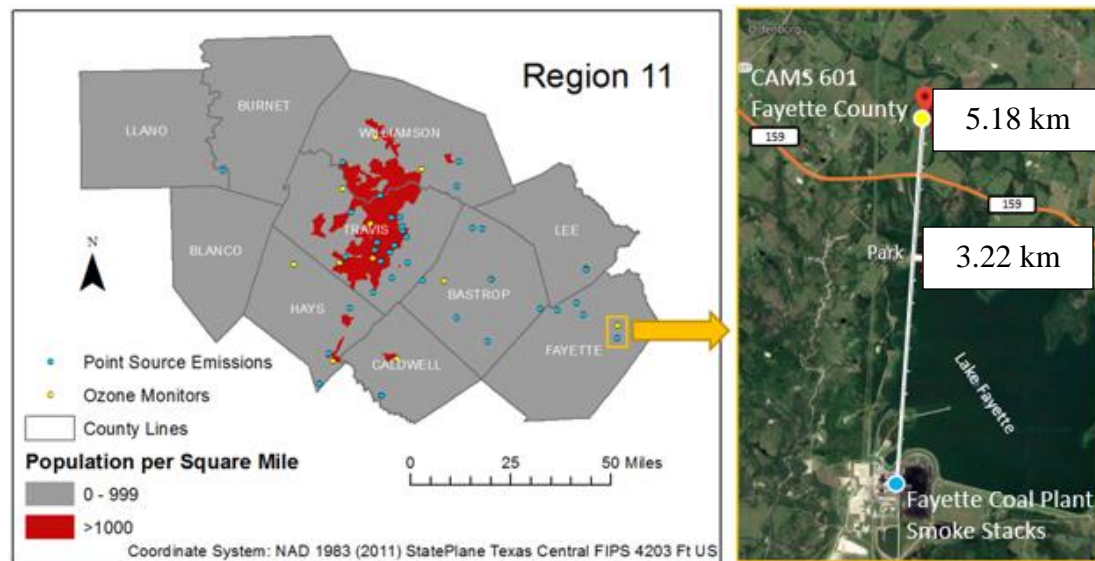 Region 11
BURNET
LLANO
WILLIAMSON
TRAVIS
BLANCO
LEE
N
HAYS
BASTROP
FAYETTE
CALDWELL
Point Source Emissions
Ozone Monitors
County Lines
Population per Square Mile
0 - 999
>1000
0 25 50 Miles
Coordinate System: NAD 1983 (2011) StatePlane Texas Central FIPS 4203 Ft US
CAMS 601
Fayette County
5.18 km
159
159
Park
3.22 km
Lake Fayette
Fayette Coal Plant
Smoke Stacks